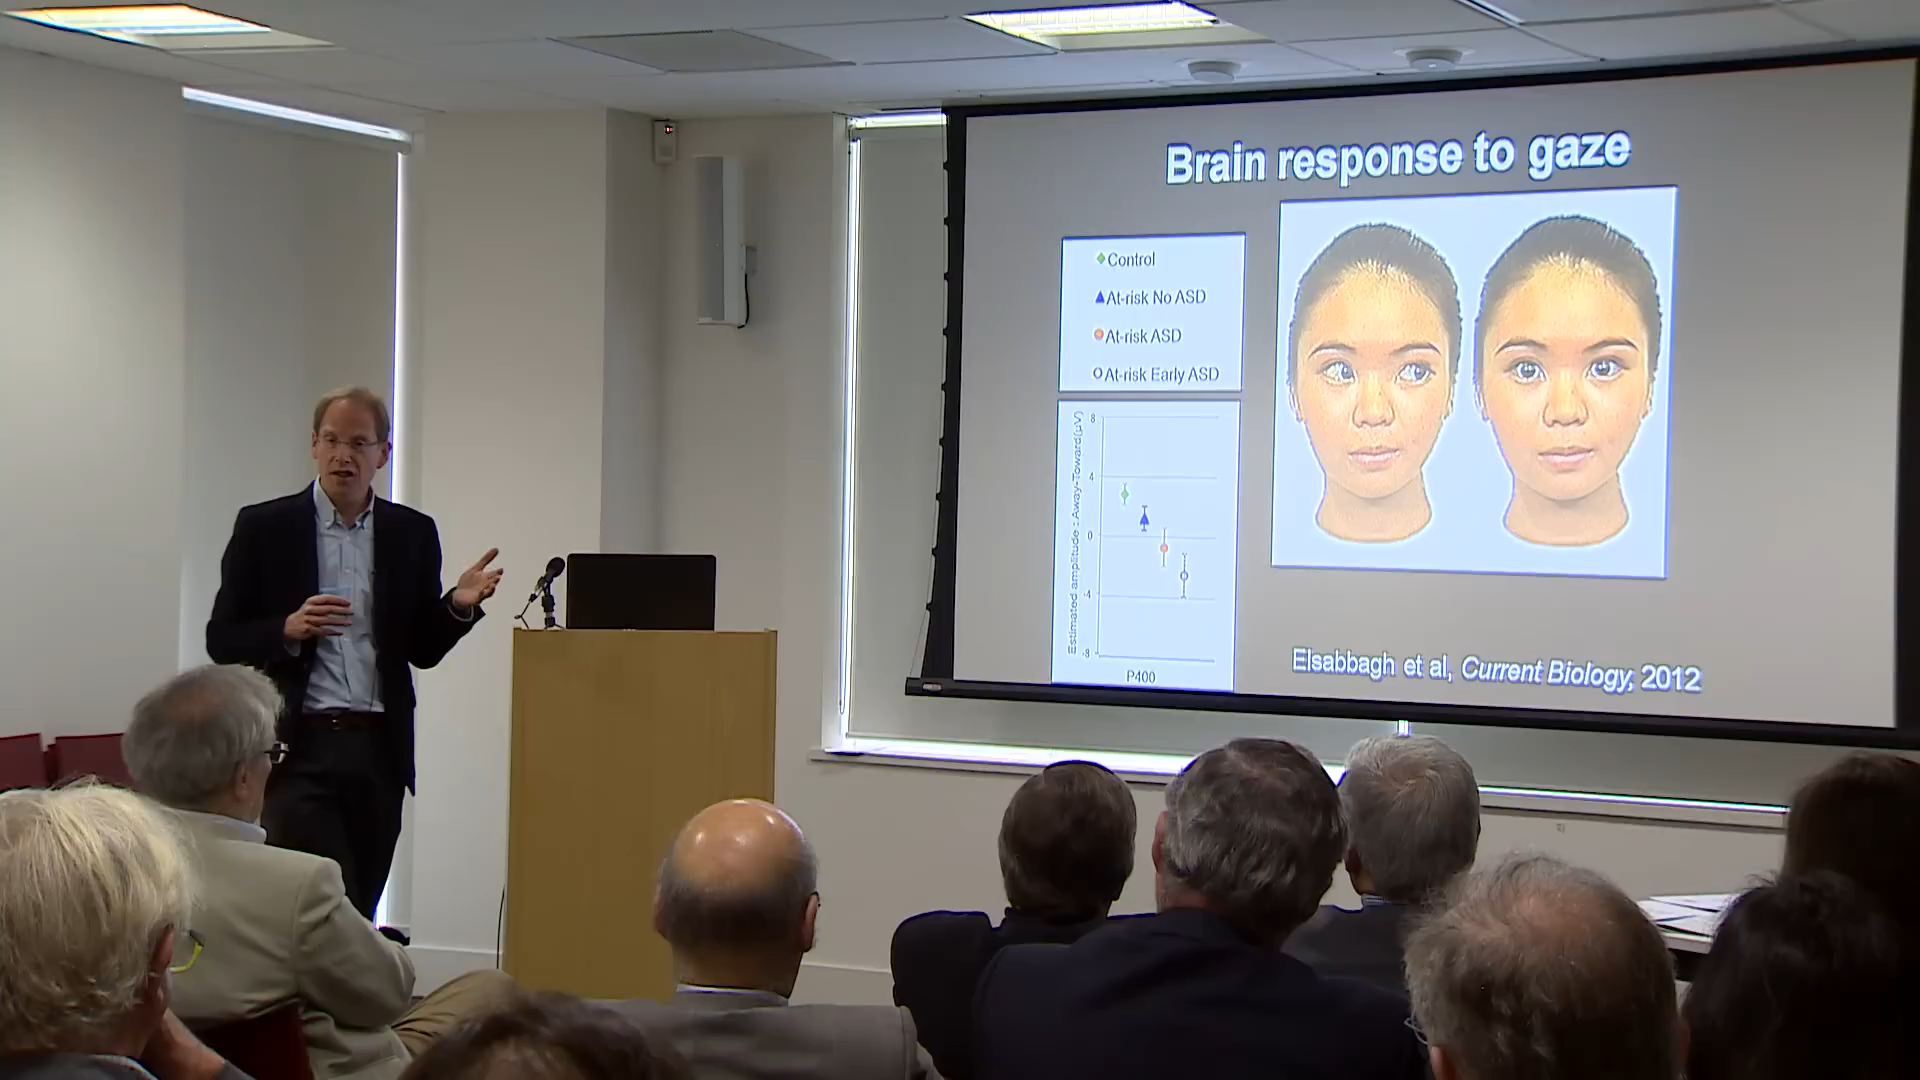 Brain response to gaze
Control
At-risk No ASD
At-risk ASD
At-risk Early ASD
Estimated amplitude : Away-Toward(µV)
8
4
0
-4
-8
P400
Elsabbagh et al, Current Biology, 2012